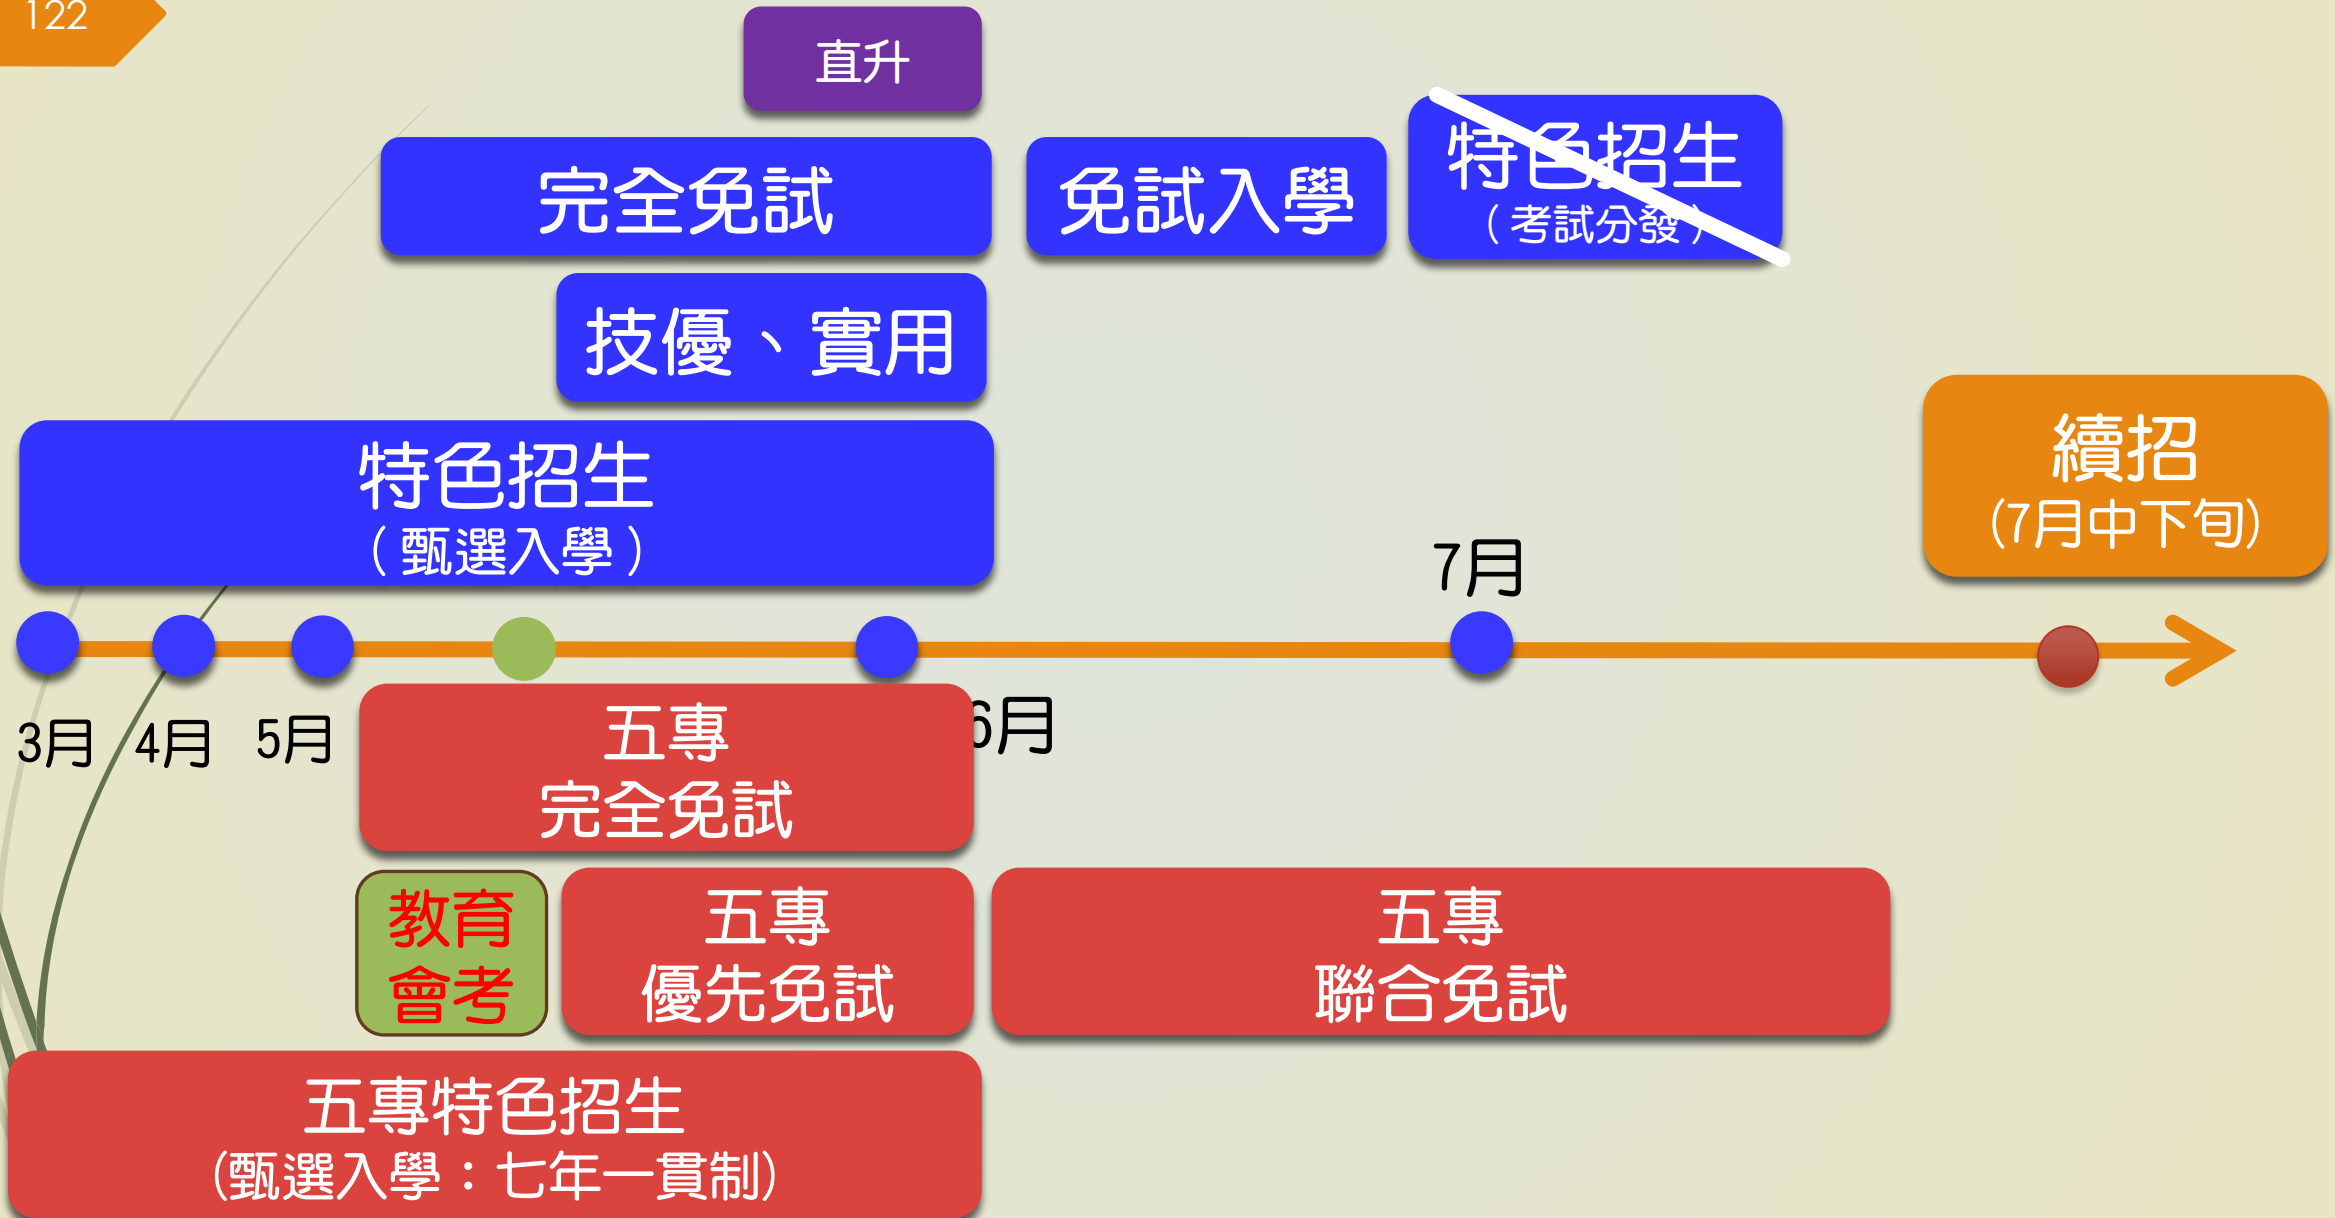 122
直升
完全免試
免試入學
特色招生
（考試分發）
技優、實用
特色招生
（甄選入學）
續招
(7月中下旬)
7月
3月
4月
5月
6月
五專
完全免試
教育
會考
五專
優先免試
五專
聯合免試
五專特色招生
(甄選入學：七年一貫制)